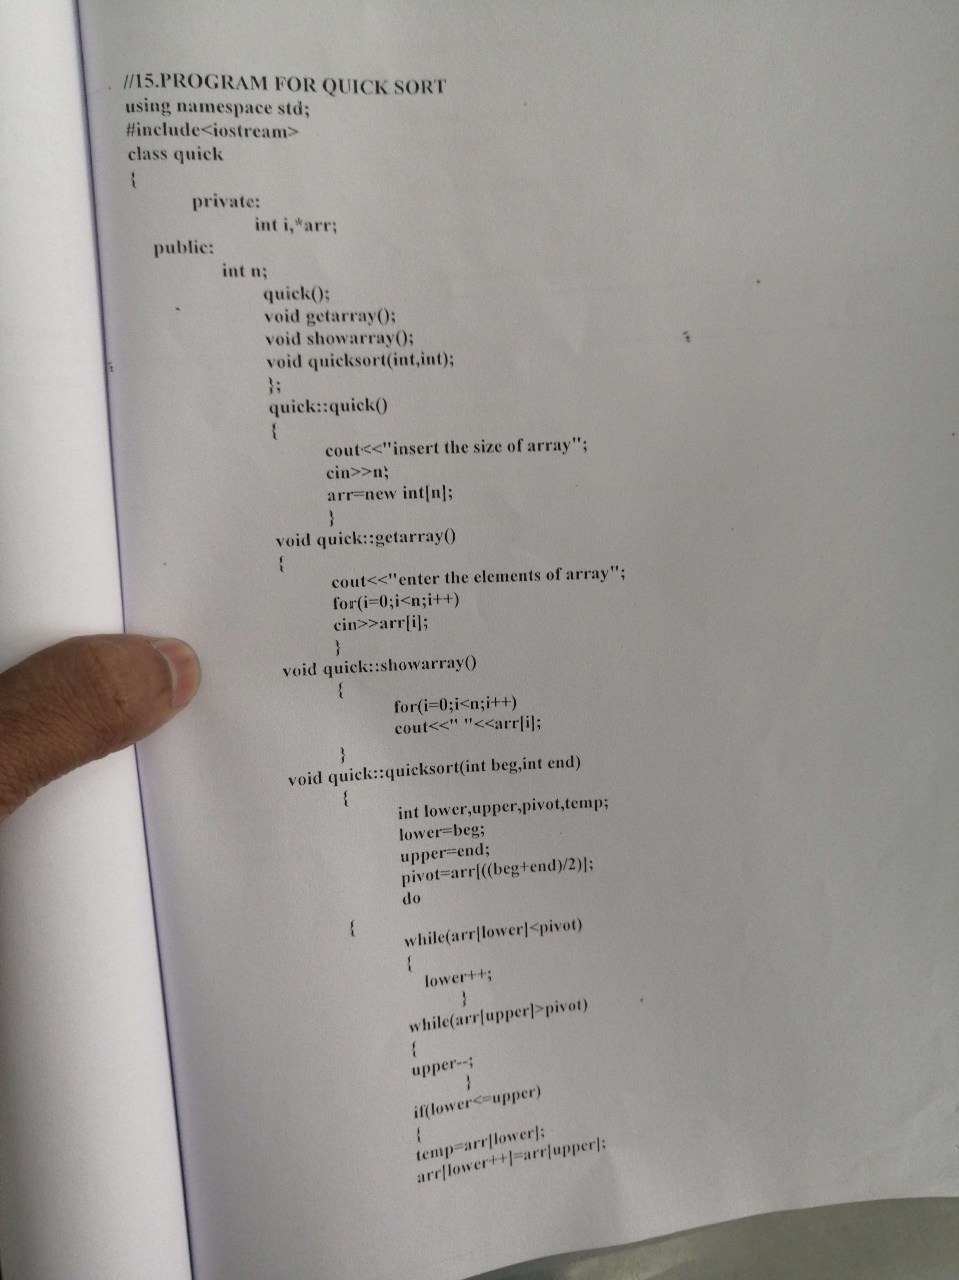 //15.PROGRAM FOR QUICK SORT
using namespace std;
#include<iostream>
class quick
{
private:
int i,*arr;
public:
int n;
quick();
void getarray();
void showarray();
void quicksort(int,int);
};
quick::quick()
{
cout<<"insert the size of array";
cin>>n;
arr=new int[n];
}
void quick::getarray()
{
cout<<"enter the elements of array";
for(i=0;i<n;i++)
cin>>arr[i];
}
void quick::showarray()
{
for(i=0;i<n;i++)
cout<<" "<<arr[i];
}
void quick::quicksort(int beg,int end)
{
int lower,upper,pivot,temp;
lower=beg;
upper=end;
pivot=arr[((beg+end)/2)];
do
{
while(arr[lower]<pivot)
{
lower++;
}
while(arr[upper]>pivot)
{
upper--;
}
if(lower<=upper)
{
temp=arr[lower];
arr[lower++]=arr[upper];